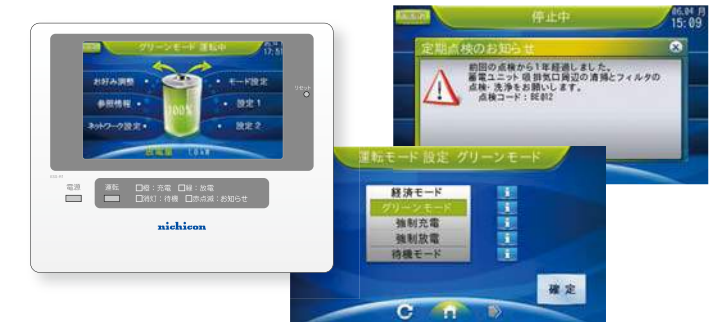 グリーンモード 運転中
17:51
お好み調整
モード設定
参照情報
設定 1
ネットワーク設定
設定 2
100%
放電量 1.0kW
リセット
電源
運転
□橙：充電 □緑：放電
□消灯：待機 □赤点滅：お知らせ
nichicon
停止中
06.04 月
15:09
定期点検のお知らせ
前回の点検から1年経過しました。
蓄電ユニット 吸排気口周辺の清掃とフィルタの
点検・洗浄をお願いします。
点検コード：BE012
運転モード 設定 グリーンモード
経済モード
グリーンモード
強制充電
強制放電
待機モード
確 定